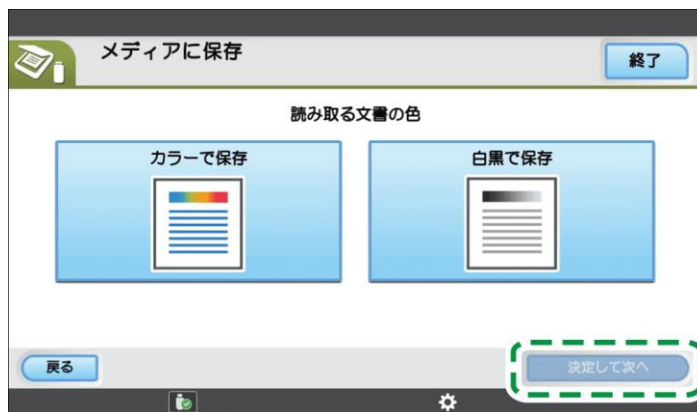 メディアに保存
終了
読み取る文書の色
カラーで保存
白黒で保存
戻る
決定して次へ